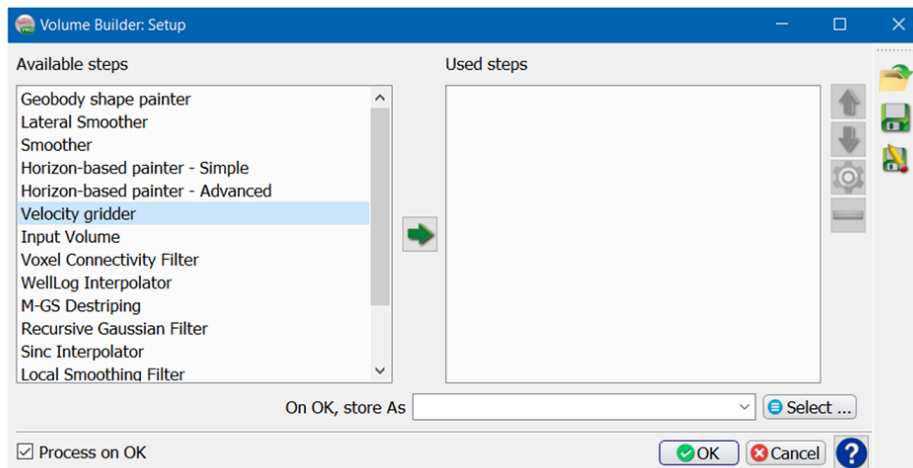 Volume Builder: Setup
Available steps
Used steps
Geobody shape painter
Lateral Smoother
Smoother
Horizon-based painter - Simple
Horizon-based painter - Advanced
Velocity gridder
Input Volume
Voxel Connectivity Filter
WellLog Interpolator
M-GS Destriping
Recursive Gaussian Filter
Sinc Interpolator
Local Smoothing Filter
On OK, store As
Select ...
Process on OK
OK
Cancel
?